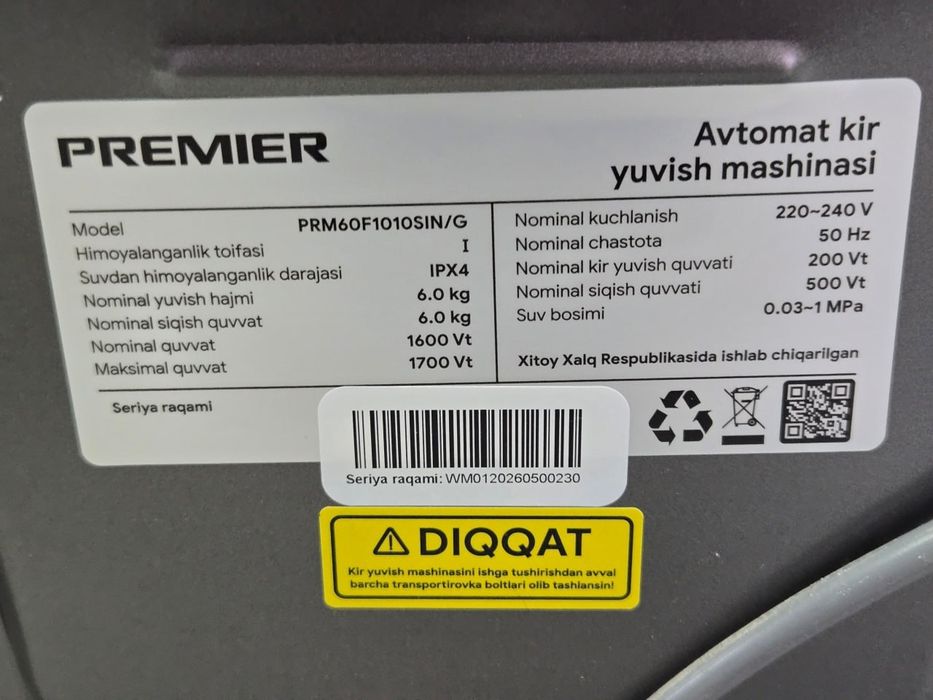 PREMIER
Avtomat kir
yuvish mashinasi
Model PRM60F1010SIN/G
Himoyalanganlik toifasi I
Suvdan himoyalanganlik darajasi IPX4
Nominal yuvish hajmi 6.0 kg
Nominal siqish quvvat 6.0 kg
Nominal quvvat 1600 Vt
Maksimal quvvat 1700 Vt
Nominal kuchlanish 220~240 V
Nominal chastota 50 Hz
Nominal kir yuvish quvvati 200 Vt
Nominal siqish quvvati 500 Vt
Suv bosimi 0.03~1 MPa
Xitoy Xalq Respublikasida ishlab chiqarilgan
Seriya raqami
Seriya raqami: WM0120260500230
DIQQAT
Kir yuvish mashinasini ishga tushirishdan avval
barcha transportirovka boltlari olib tashlansin!